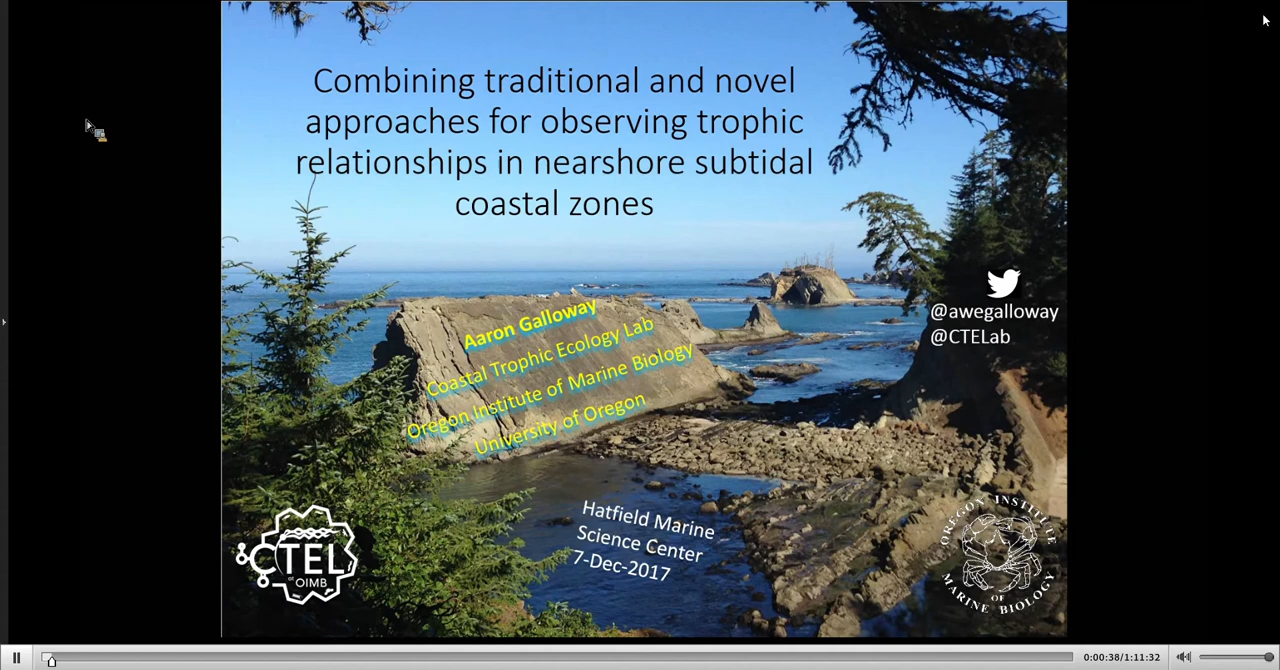 Combining traditional and novel
approaches for observing trophic
relationships in nearshore subtidal
coastal zones
@awegalloway
@CTELab
Aaron Galloway
Coastal Trophic Ecology Lab
Oregon Institute of Marine Biology
University of Oregon
Hatfield Marine
Science Center
7-Dec-2017
CTEL
at OIMB
OREGON INSTITUTE
OF
MARINE BIOLOGY
0:00:38/1:11:32